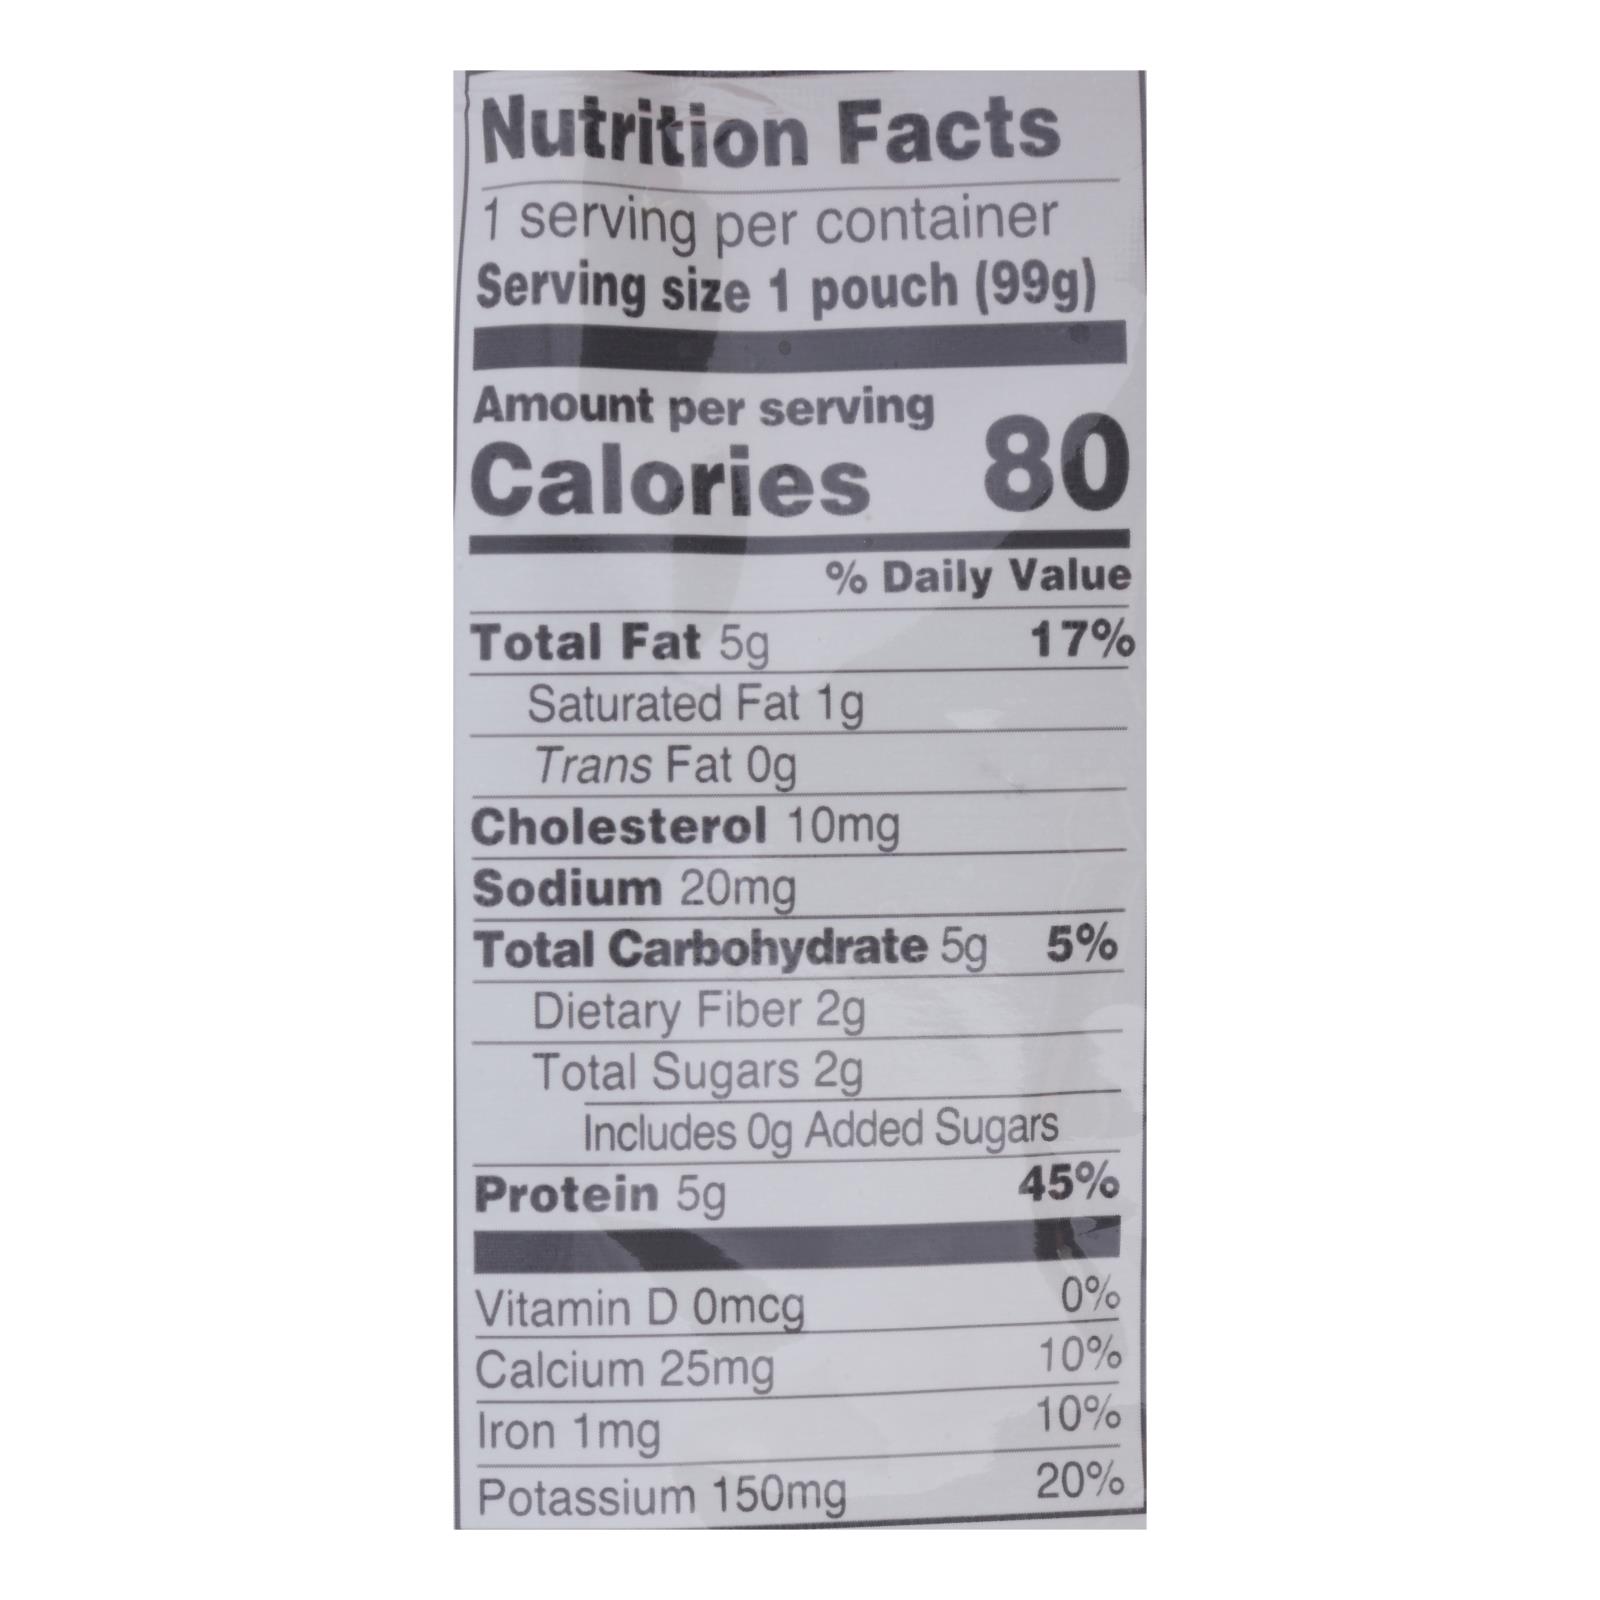 Nutrition Facts
1 serving per container
Serving size 1 pouch (99g)
Amount per serving
Calories 80
% Daily Value
Total Fat 5g 17%
Saturated Fat 1g
Trans Fat 0g
Cholesterol 10mg
Sodium 20mg
Total Carbohydrate 5g 5%
Dietary Fiber 2g
Total Sugars 2g
Includes 0g Added Sugars
Protein 5g 45%
Vitamin D 0mcg 0%
Calcium 25mg 10%
Iron 1mg 10%
Potassium 150mg 20%